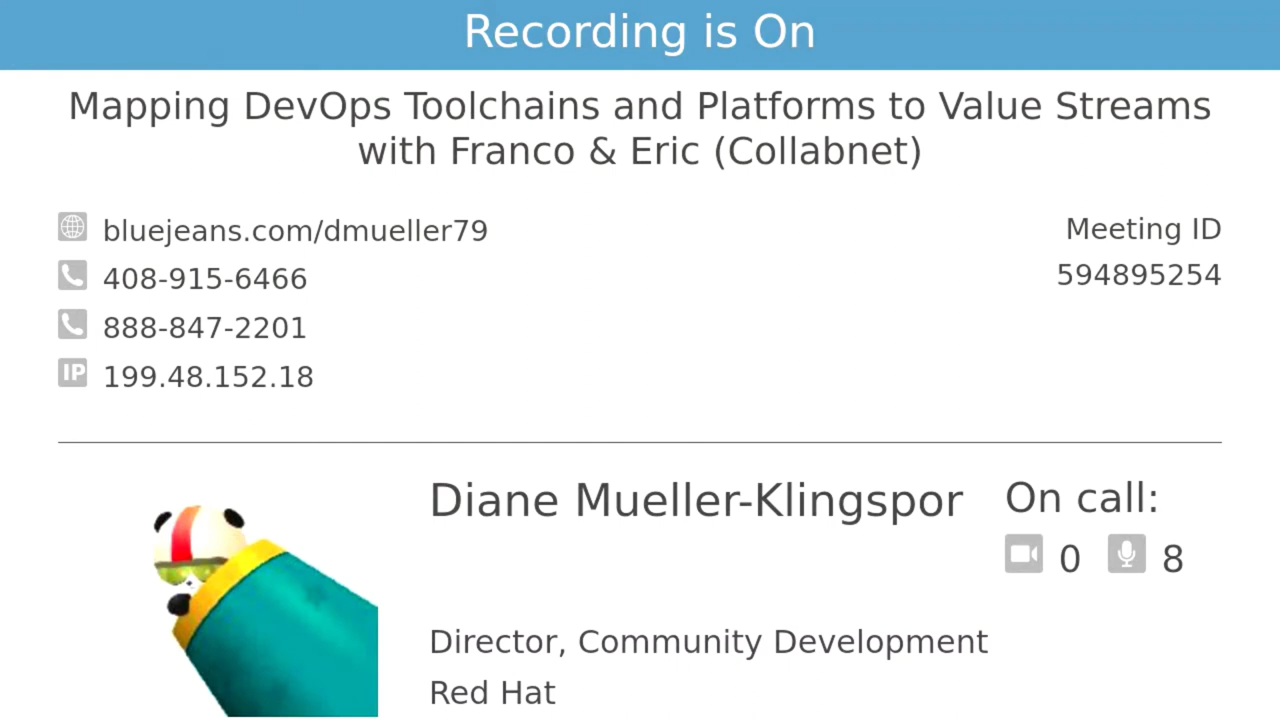 Recording is On
Mapping DevOps Toolchains and Platforms to Value Streams
with Franco & Eric (Collabnet)
bluejeans.com/dmueller79
Meeting ID
408-915-6466
594895254
888-847-2201
IP 199.48.152.18
Diane Mueller-Klingspor
On call:
0 8
Director, Community Development
Red Hat